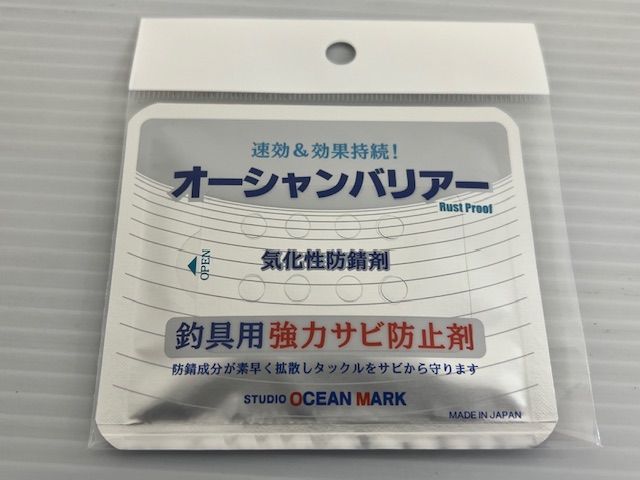 速効&効果持続!
オーシャンバリアー
Rust Proof
OPEN
気化性防錆剤
釣具用 強力サビ防止剤
防錆成分が素早く拡散しタックルをサビから守ります
STUDIO OCEAN MARK
MADE IN JAPAN